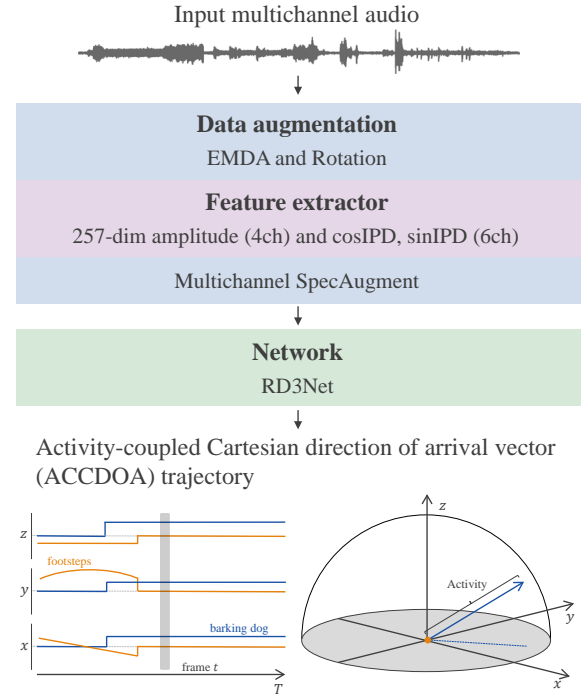 Input multichannel audio
Data augmentation
EMDA and Rotation
Feature extractor
257-dim amplitude (4ch) and cosIPD, sinIPD (6ch)
Multichannel SpecAugment
Network
RD3Net
Activity-coupled Cartesian direction of arrival vector
(ACCDOA) trajectory
z
footsteps
y
barking dog
x
frame t
T
z
Activity
y
x